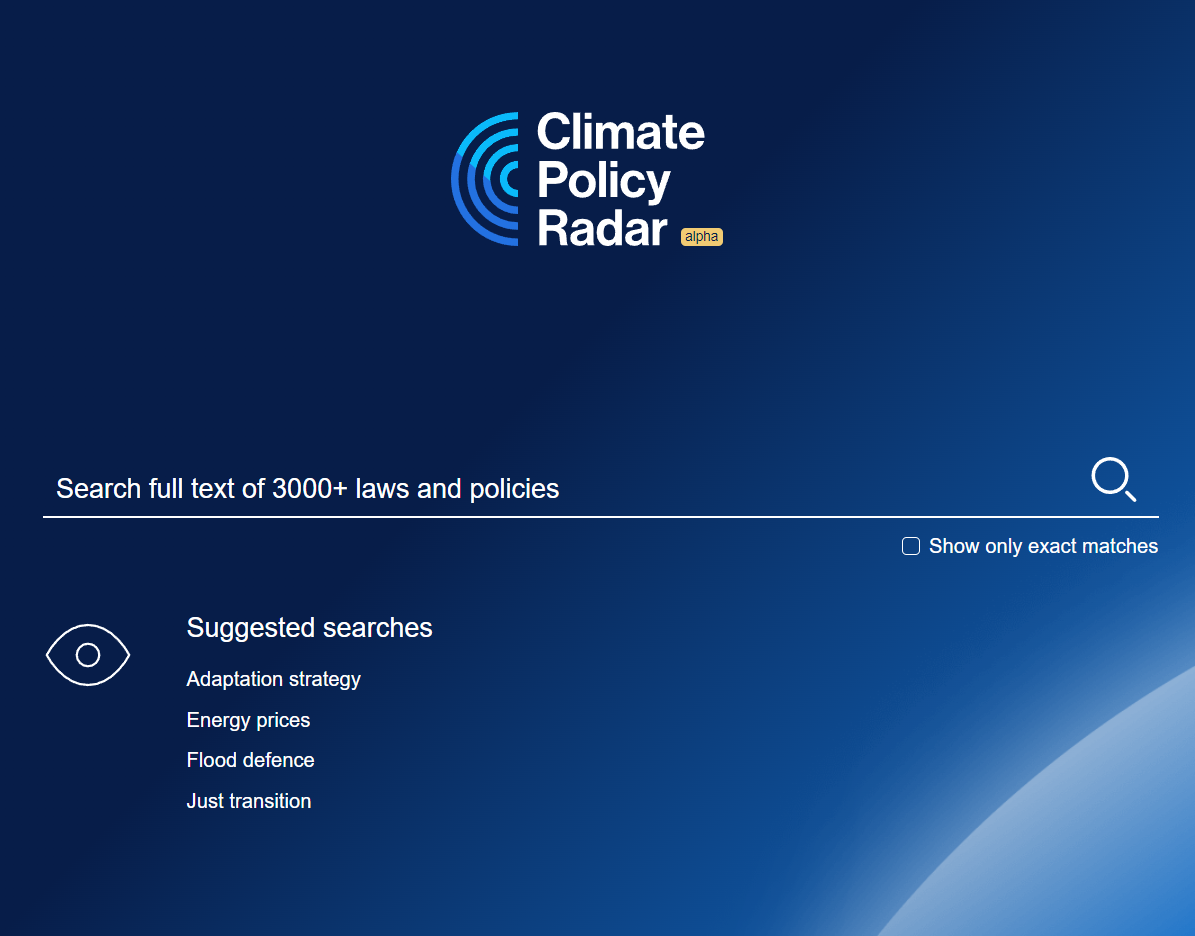 Climate
Policy
Radar alpha
Search full text of 3000+ laws and policies
Show only exact matches
Suggested searches
Adaptation strategy
Energy prices
Flood defence
Just transition